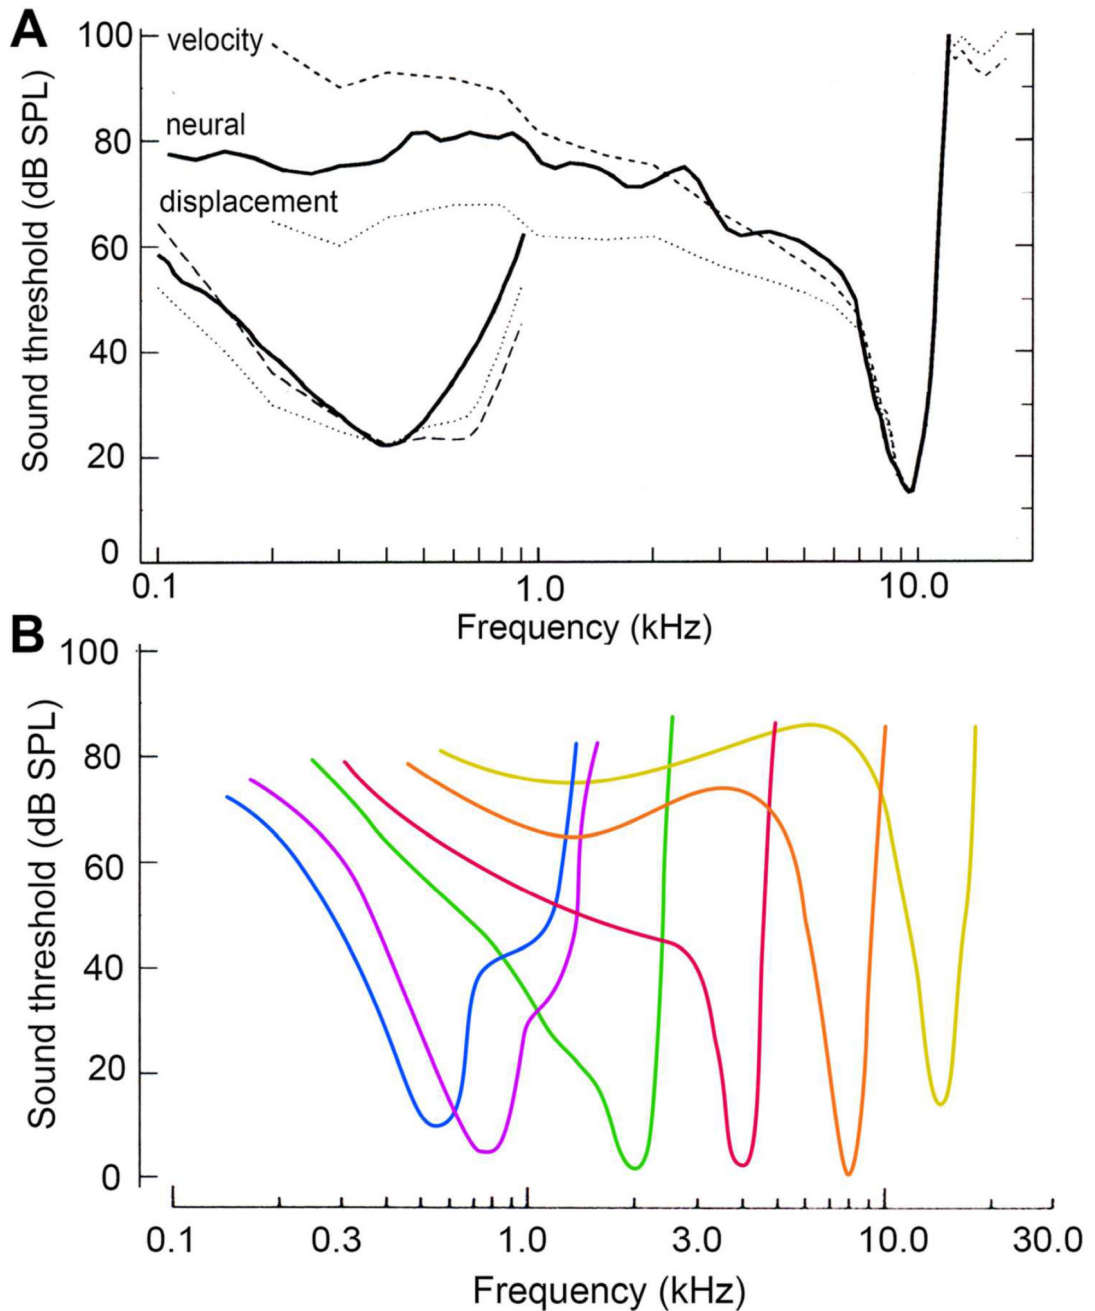 A
Sound threshold (dB SPL)
100
80
60
40
20
0
velocity
neural
displacement
0.1 1.0 10.0
Frequency (kHz)
B
Sound threshold (dB SPL)
100
80
60
40
20
0
0.1 0.3 1.0 3.0 10.0 30.0
Frequency (kHz)